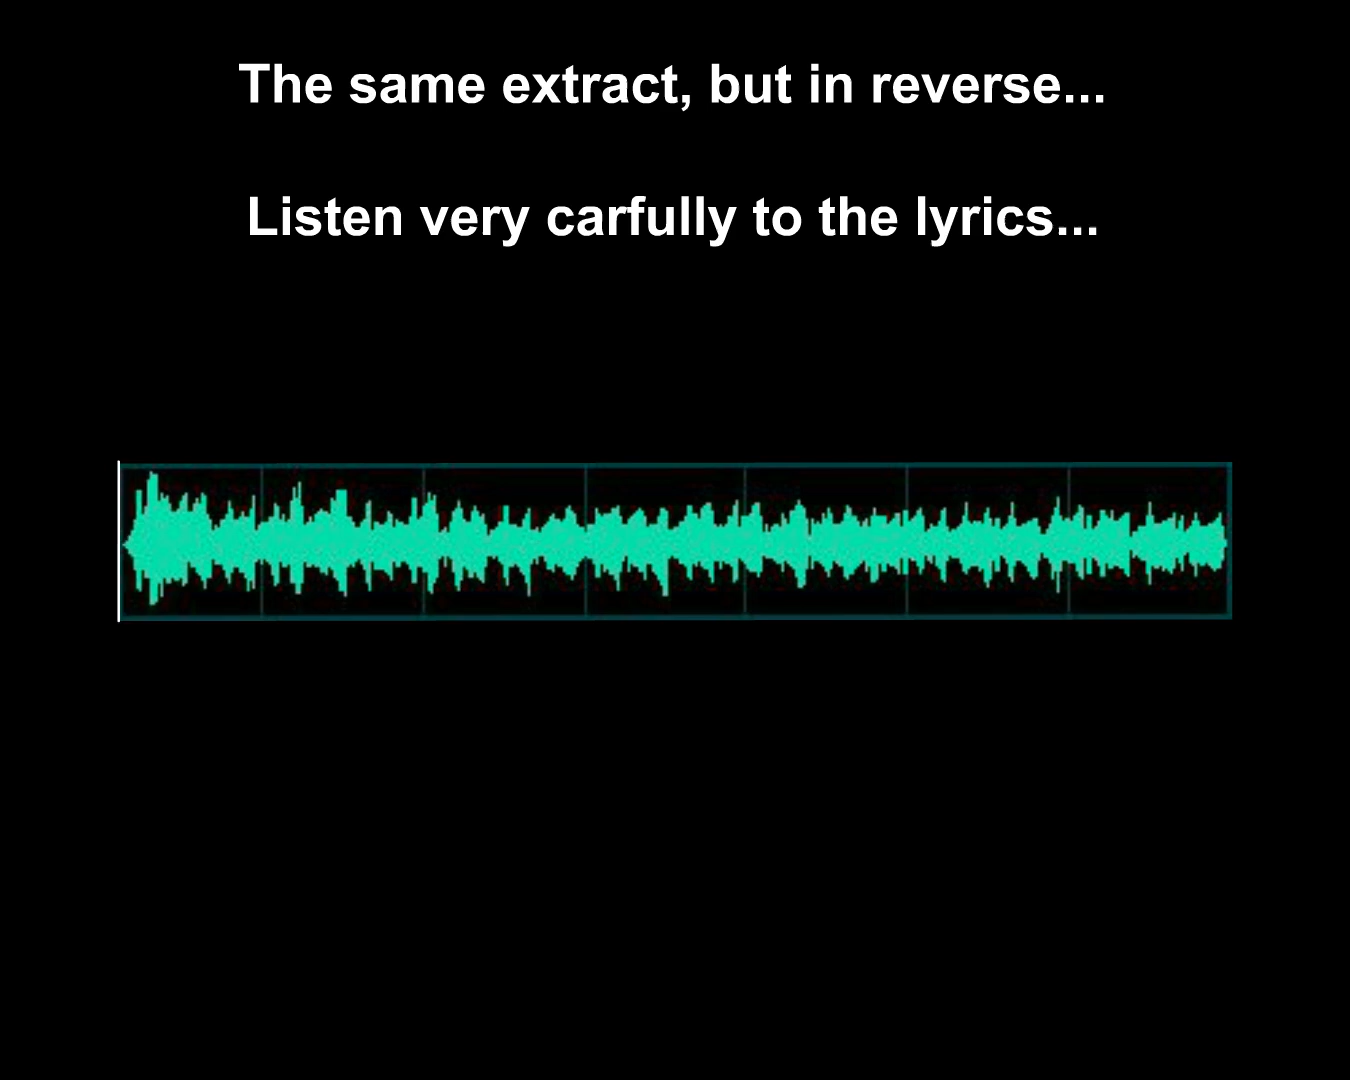 The same extract, but in reverse...
Listen very carfully to the lyrics...